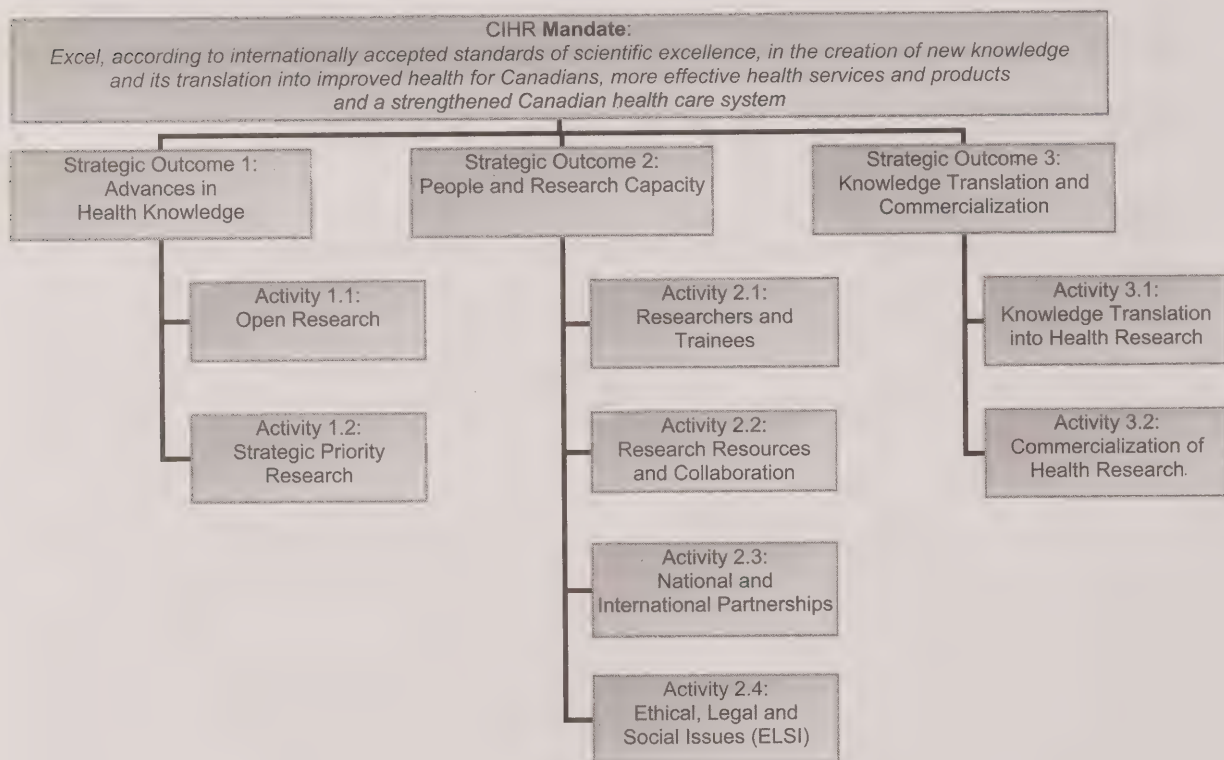 CIHR Mandate:
Excel, according to internationally accepted standards of scientific excellence, in the creation of new knowledge
and its translation into improved health for Canadians, more effective health services and products
and a strengthened Canadian health care system
Strategic Outcome 1:
Advances in
Health Knowledge
Strategic Outcome 2:
People and Research Capacity
Strategic Outcome 3:
Knowledge Translation and
Commercialization
Activity 1.1:
Open Research
Activity 1.2:
Strategic Priority
Research
Activity 2.1:
Researchers and
Trainees
Activity 2.2:
Research Resources
and Collaboration
Activity 2.3:
National and
International Partnerships
Activity 2.4:
Ethical, Legal and
Social Issues (ELSI)
Activity 3.1:
Knowledge Translation
into Health Research
Activity 3.2:
Commercialization of
Health Research.